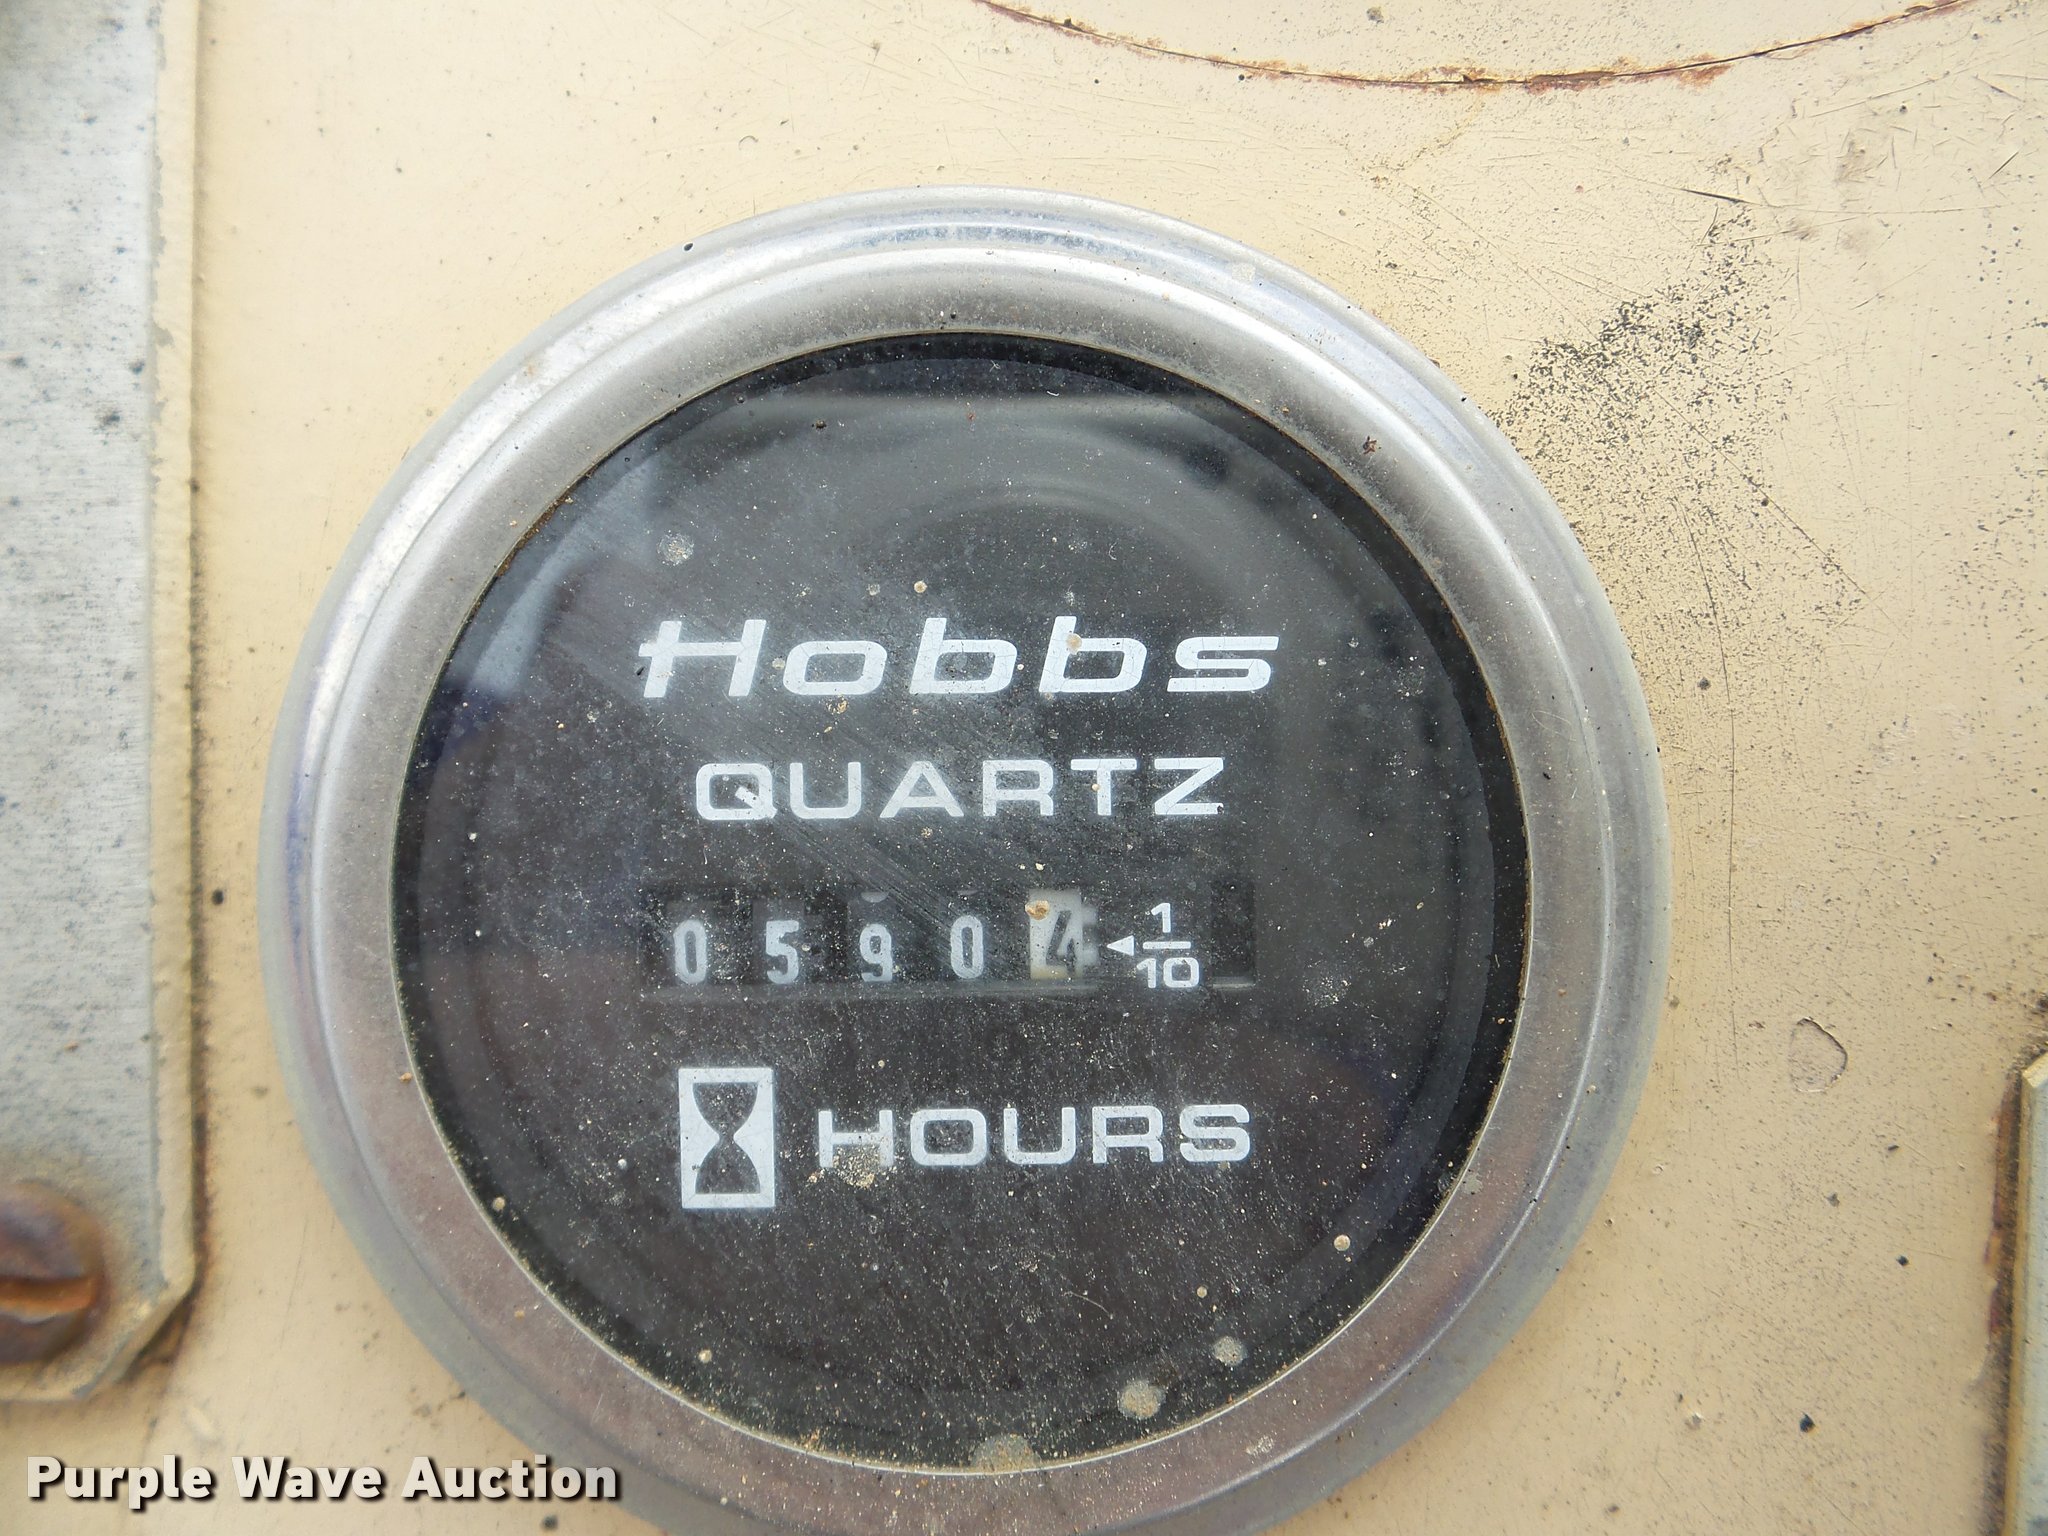 Hobbs
QUARTZ
0 5 9 0 4 ◄ 1/10
HOURS
Purple Wave Auction